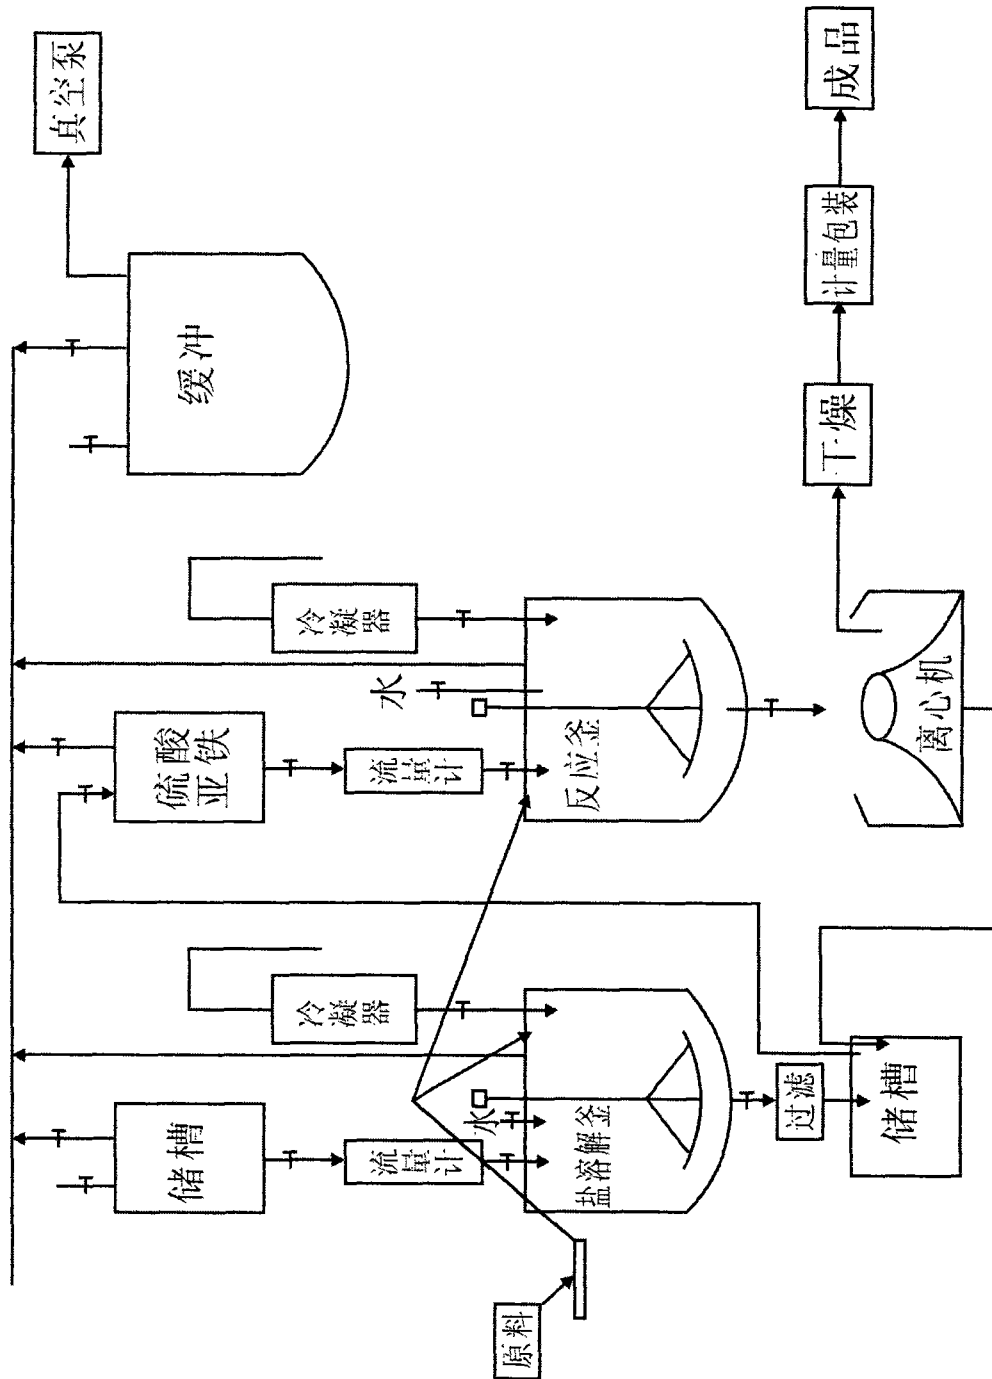 真空泵
缓冲
储槽
冷凝
器
硫酸
亚铁
冷凝
器
流量
计
水
流量
计
水
原料
盐溶解釜
反应釜
过滤
储槽
离心机
干燥
计量包装
成品